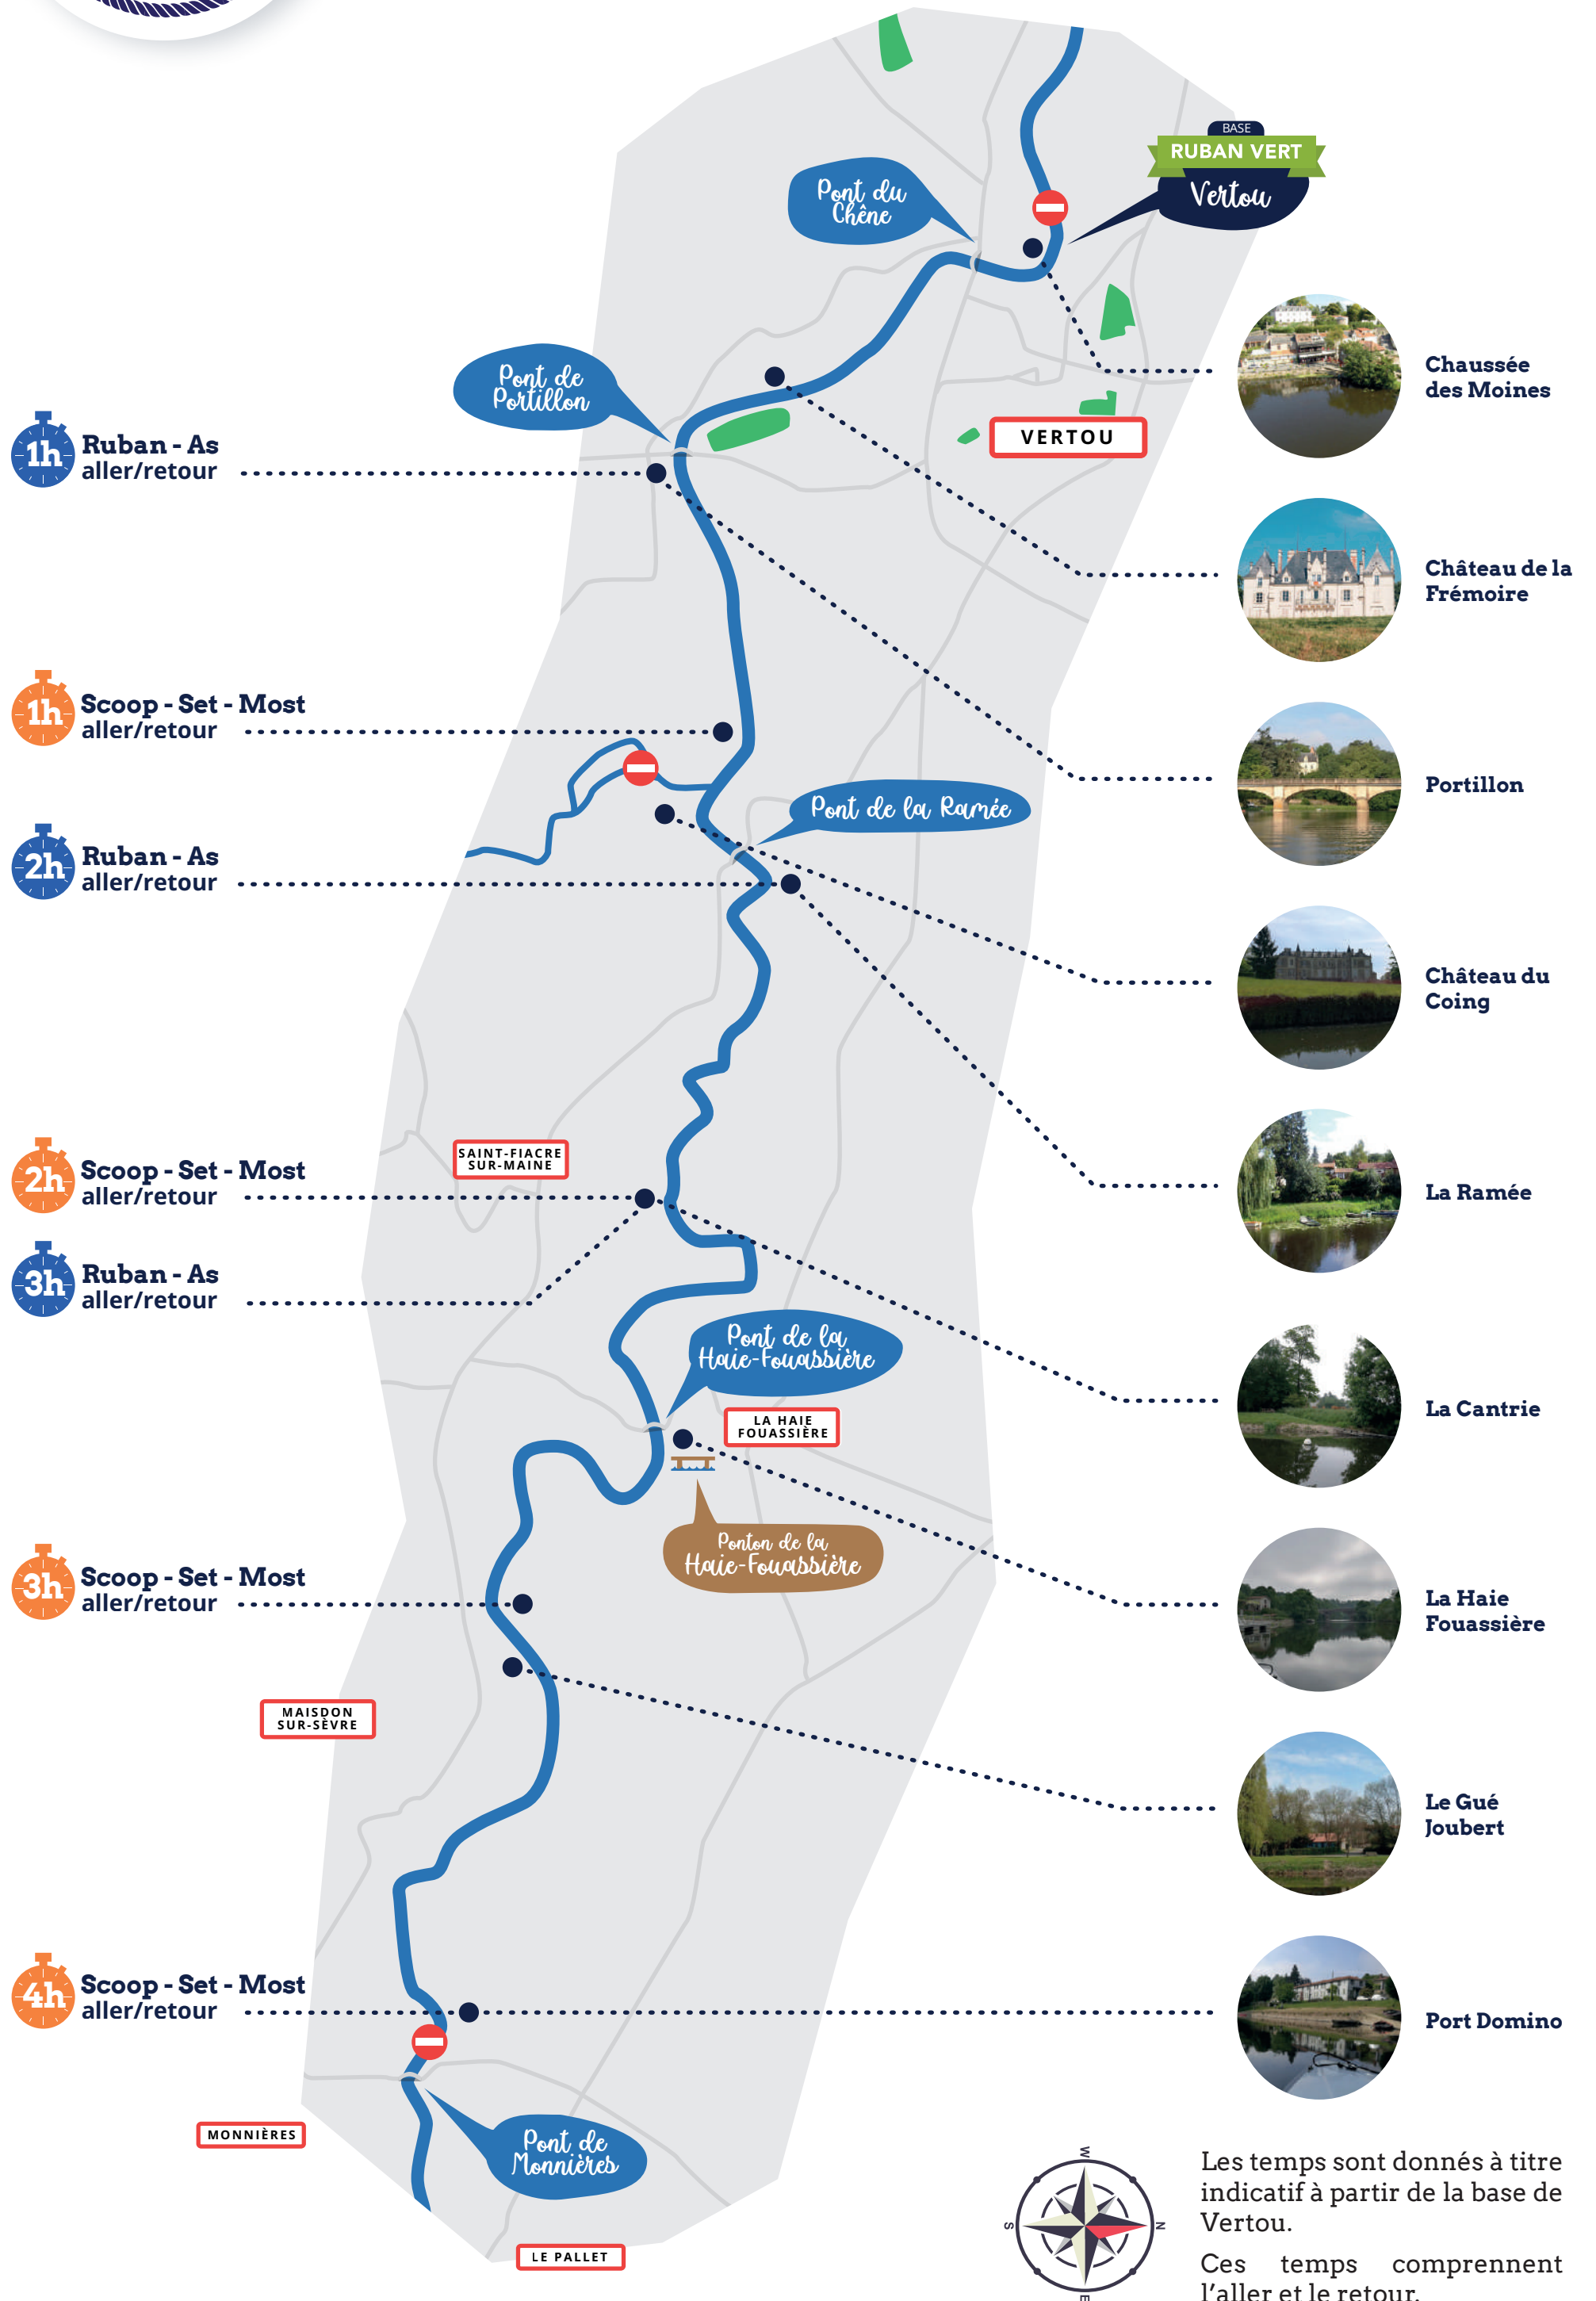 BASE
RUBAN VERT
Vertou
Pont du
Chêne
Pont de
Portillon
Chaussée
des Moines
VERTOU
1h
Ruban - As
aller/retour
Château de la
Frémoire
1h
Scoop - Set - Most
aller/retour
Portillon
Pont de la Ramée
2h
Ruban - As
aller/retour
Château du
Coing
SAINT-FIACRE
SUR-MAINE
2h
Scoop - Set - Most
aller/retour
La Ramée
3h
Ruban - As
aller/retour
Pont de la
Haie-Fouassière
LA HAIE
FOUASSIÈRE
La Cantrie
Ponton de la
Haie-Fouassière
3h
Scoop - Set - Most
aller/retour
La Haie
Fouassière
MAISDON
SUR-SÈVRE
Le Gué
Joubert
4h
Scoop - Set - Most
aller/retour
Port Domino
MONNIÈRES
Pont de
Monnières
LE PALLET
W
S
N
E
Les temps sont donnés à titre
indicatif à partir de la base de
Vertou.
Ces temps comprennent
l'aller et le retour.